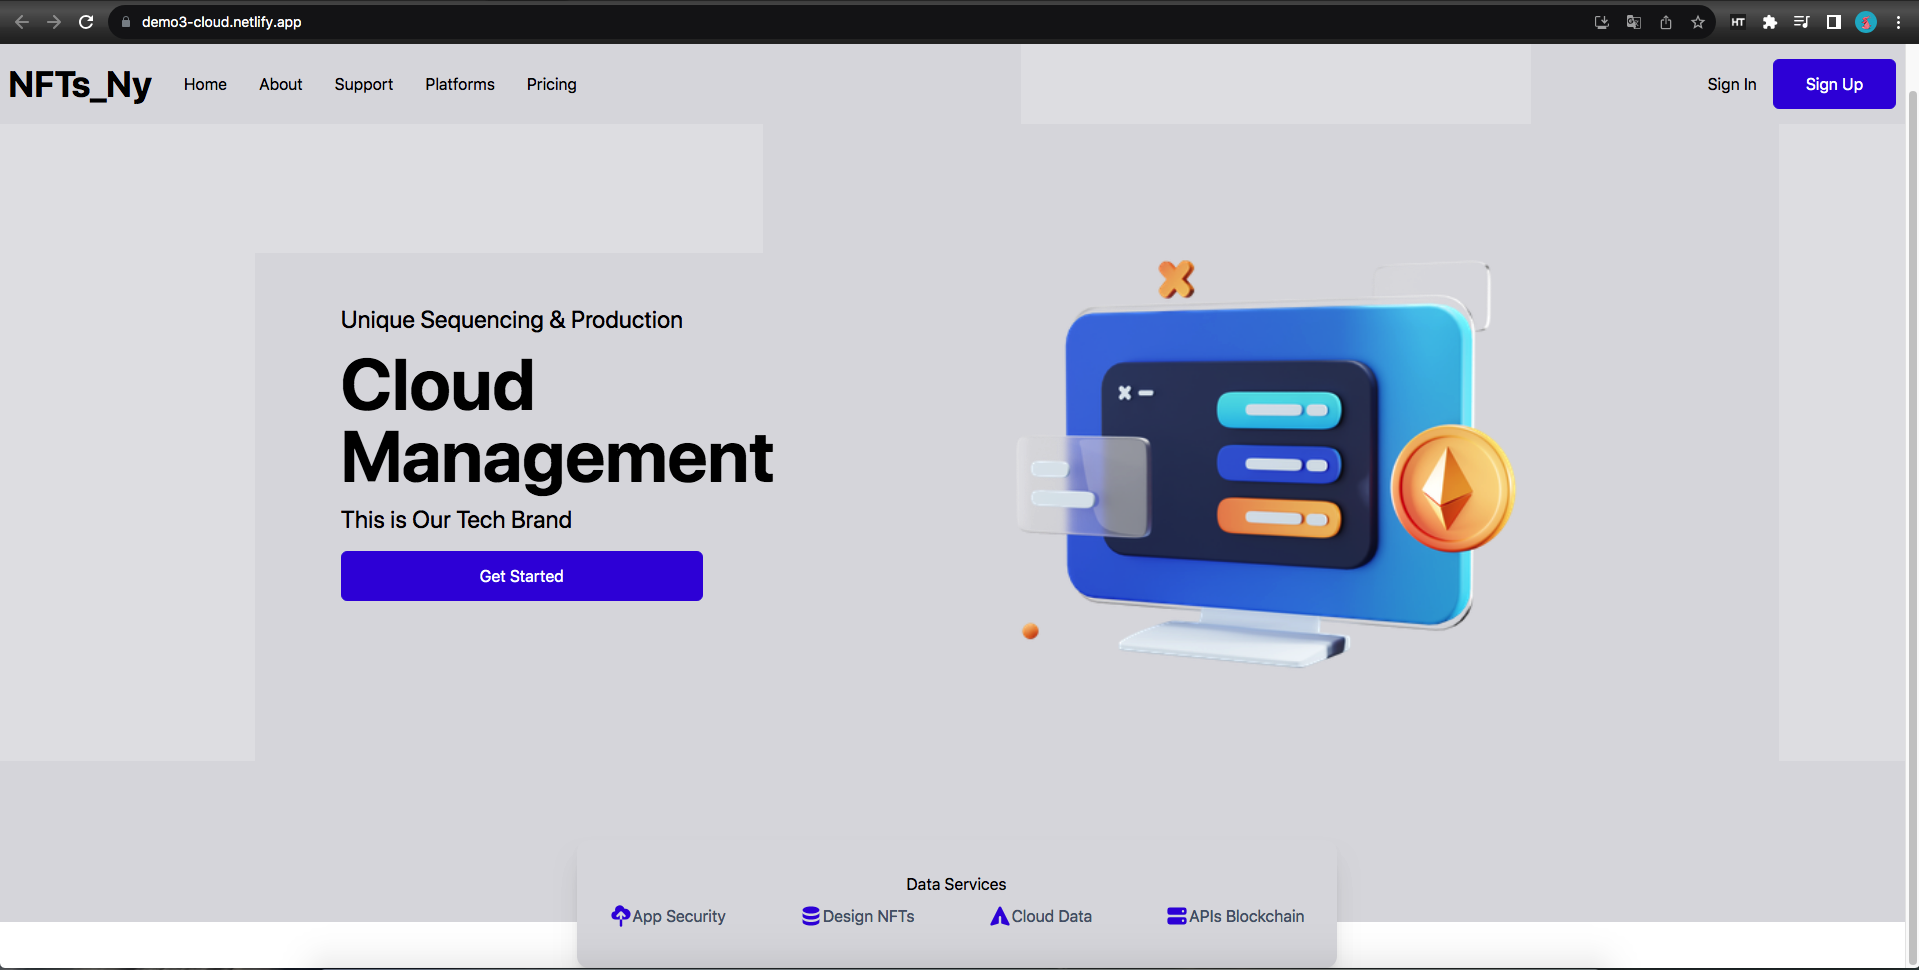 demo3-cloud.netlify.app
HT
NFTs_Ny Home About Support Platforms Pricing Sign In Sign Up
Unique Sequencing & Production
Cloud
Management
This is Our Tech Brand
Get Started
Data Services
App Security Design NFTs Cloud Data APIs Blockchain